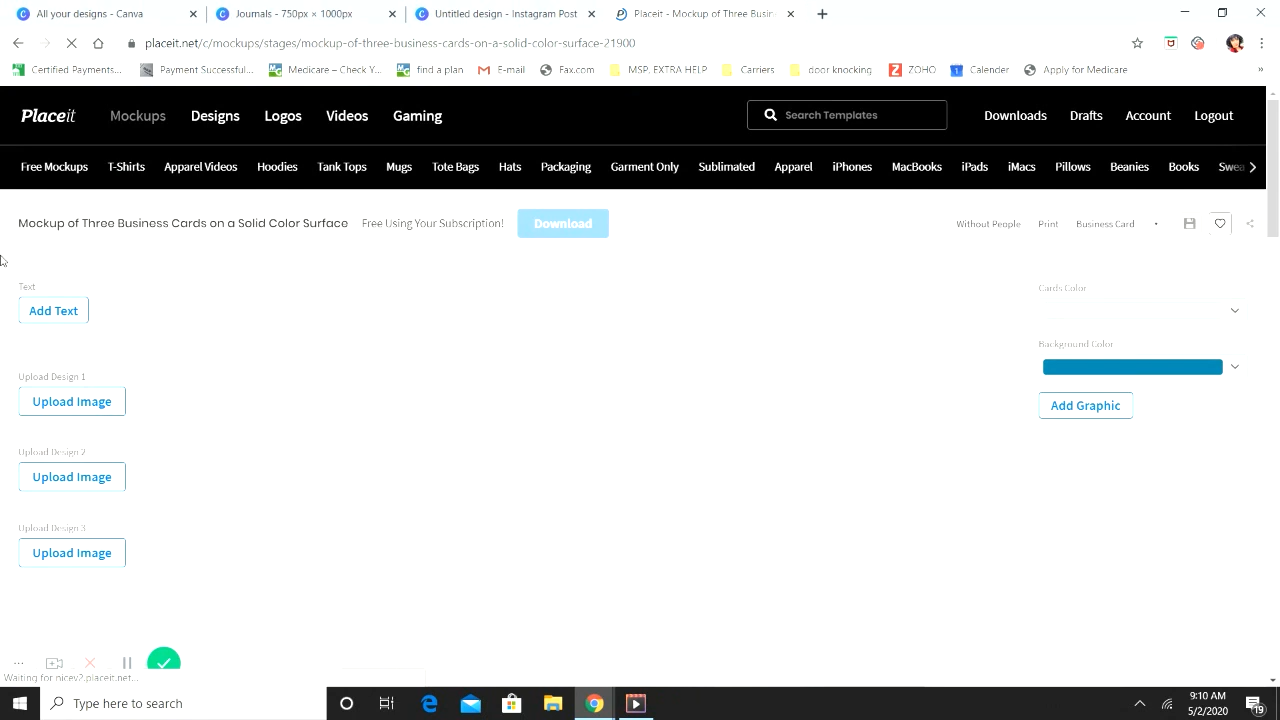 All your designs - Canva
Journals - 750px × 1000px
Untitled design - Instagram Post
Placeit - Mockup of Three Busin
placeit.net/c/mockups/stages/mockup-of-three-business-cards-on-a-solid-color-surface-21900
Certified Payments... Payment Successful... Medicare – Check Y... find a plan E-mail Fax.com MSP. EXTRA HELP Carriers door knocking ZOHO Calender Apply for Medicare »
Placeit Mockups Designs Logos Videos Gaming Search Templates Downloads Drafts Account Logout
Free Mockups T-Shirts Apparel Videos Hoodies Tank Tops Mugs Tote Bags Hats Packaging Garment Only Sublimated Apparel iPhones MacBooks iPads iMacs Pillows Beanies Books Swea
Mockup of Three Business Cards on a Solid Color Surface Free Using Your Subscription! Download Without People Print Business Card
Text
Add Text
Upload Design 1
Upload Image
Upload Design 2
Upload Image
Upload Design 3
Upload Image
Cards Color
Background Color
Add Graphic
Waiting for nicev2.placeit.net...
Type here to search
9:10 AM
5/2/2020
19